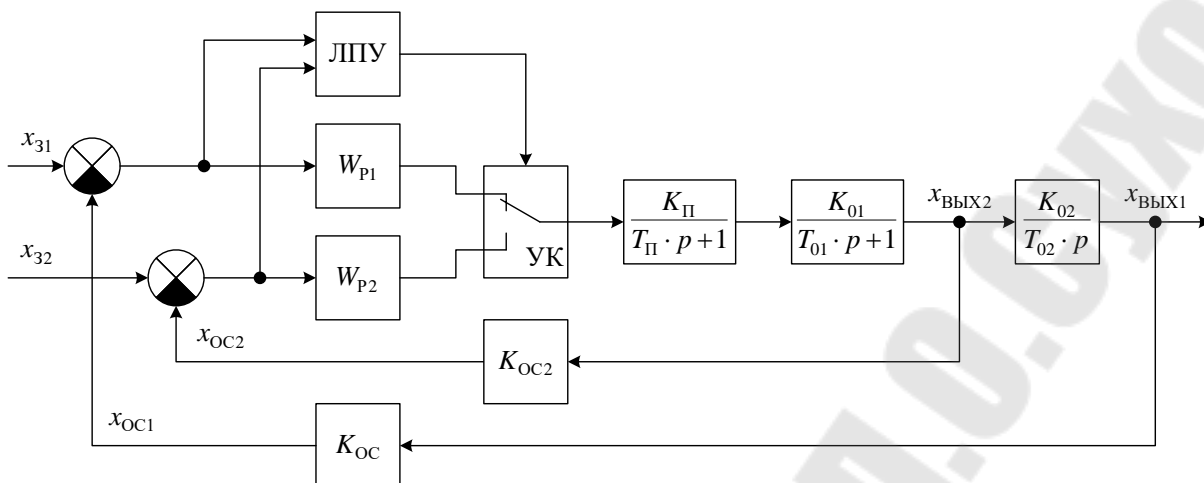 ЛПУ
x_З1
W_Р1
x_З2
W_Р2
УК
K_П
T_П · p + 1
K_01
T_01 · p + 1
x_ВЫХ2
K_02
T_02 · p
x_ВЫХ1
x_ОС2
K_ОС2
x_ОС1
K_ОС
П.О.Сухо